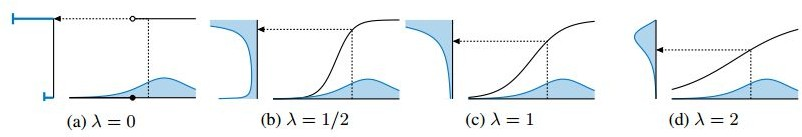 (a) λ = 0
(b) λ = 1/2
(c) λ = 1
(d) λ = 2